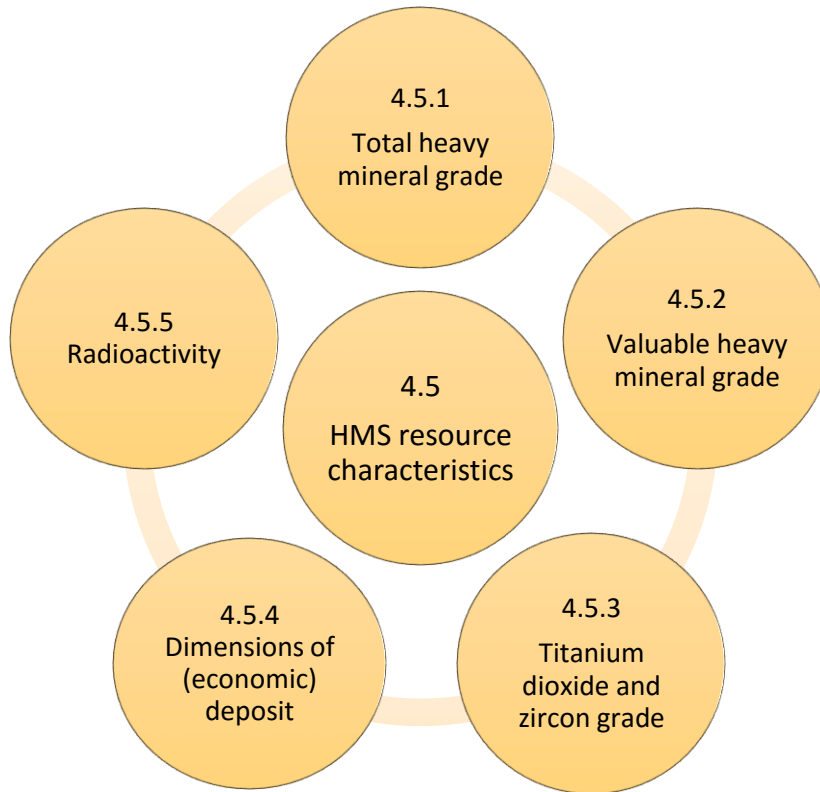 4.5.1
Total heavy
mineral grade
4.5.2
Valuable heavy
mineral grade
4.5.3
Titanium
dioxide and
zircon grade
4.5.4
Dimensions of
(economic)
deposit
4.5.5
Radioactivity
4.5
HMS resource
characteristics